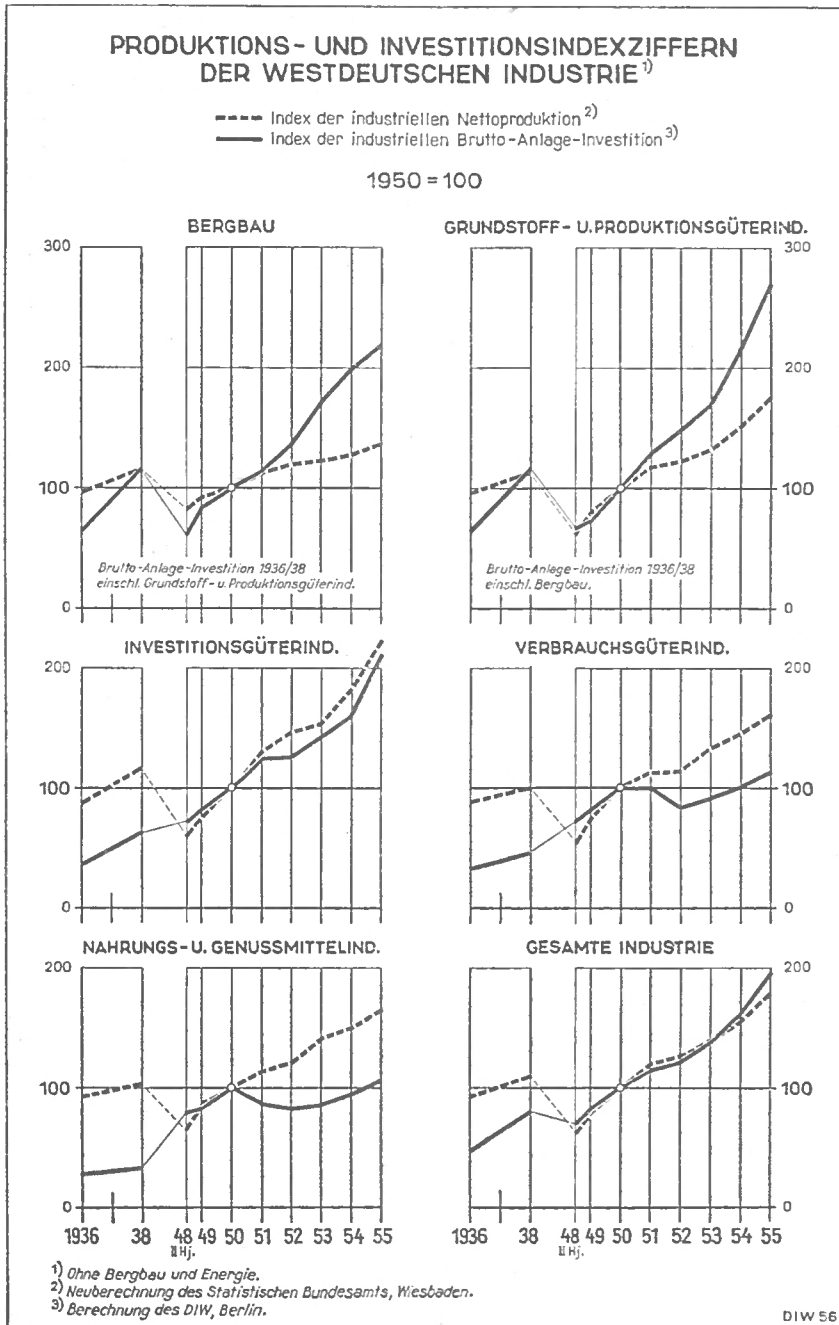 PRODUKTIONS- UND INVESTITIONSINDEXZIFFERN
DER WESTDEUTSCHEN INDUSTRIE 1)
Index der industriellen Nettoproduktion 2)
Index der industriellen Brutto-Anlage-Investition 3)
1950 = 100
BERGBAU
300
200
100
0
Brutto-Anlage-Investition 1936/38
einschl. Grundstoff- u. Produktionsgüterind.
GRUNDSTOFF- U. PRODUKTIONSGÜTERIND.
300
200
100
0
Brutto-Anlage-Investition 1936/38
einschl. Bergbau.
INVESTITIONSGÜTERIND.
200
100
0
VERBRAUCHSGÜTERIND.
200
100
0
NAHRUNGS- U. GENUSSMITTELIND.
200
100
0
1936 38 48 49 50 51 52 53 54 55
II Hj.
GESAMTE INDUSTRIE
200
100
0
1936 38 48 49 50 51 52 53 54 55
II Hj.
1) Ohne Bergbau und Energie.
2) Neuberechnung des Statistischen Bundesamts, Wiesbaden.
3) Berechnung des DIW, Berlin.
DIW 56